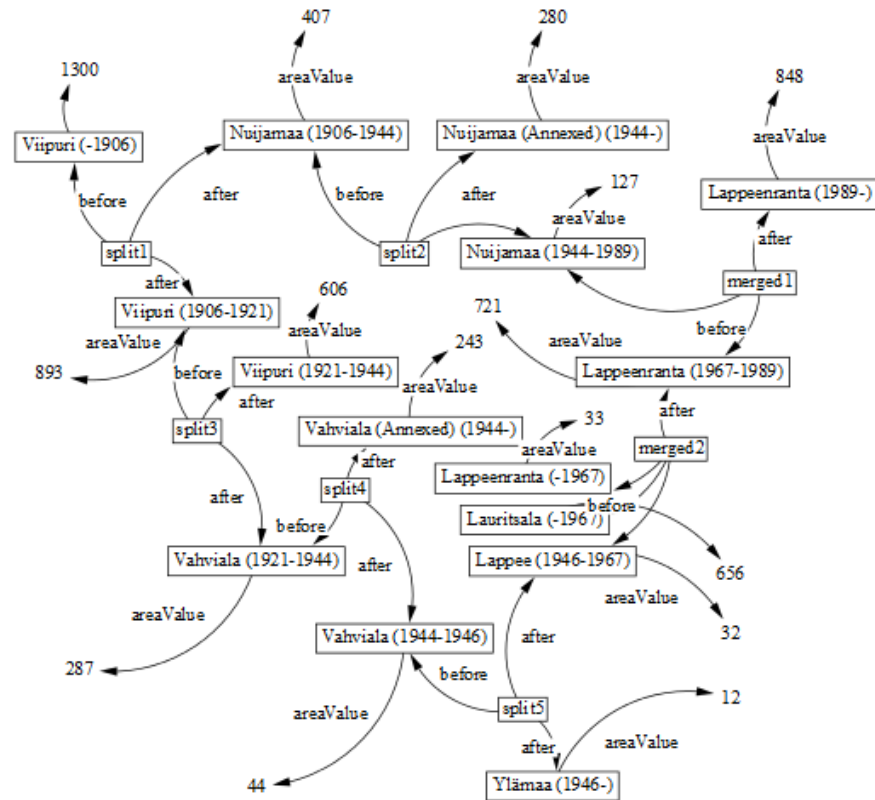 407
280
1300
areaValue
areaValue
848
Nuijamaa (1906-1944)
Nuijamaa (Annexed) (1944-)
Viipuri (-1906)
areaValue
before
after
before
after
127
Lappeenranta (1989-)
areaValue
split1
split2
Nuijamaa (1944-1989)
after
after
merged1
606
Viipuri (1906-1921)
721
before
areaValue
areaValue
243
areaValue
893
before
Viipuri (1921-1944)
areaValue
Lappeenranta (1967-1989)
after
33
after
split3
Vahviala (Annexed) (1944-)
areaValue
merged2
after
Lappeenranta (-1967)
after
split4
before
Lauritsala (-1967)
before
Vahviala (1921-1944)
after
Lappee (1946-1967)
656
areaValue
areaValue
32
Vahviala (1944-1946)
after
287
before
12
areaValue
split5
after
areaValue
44
Ylämaa (1946-)